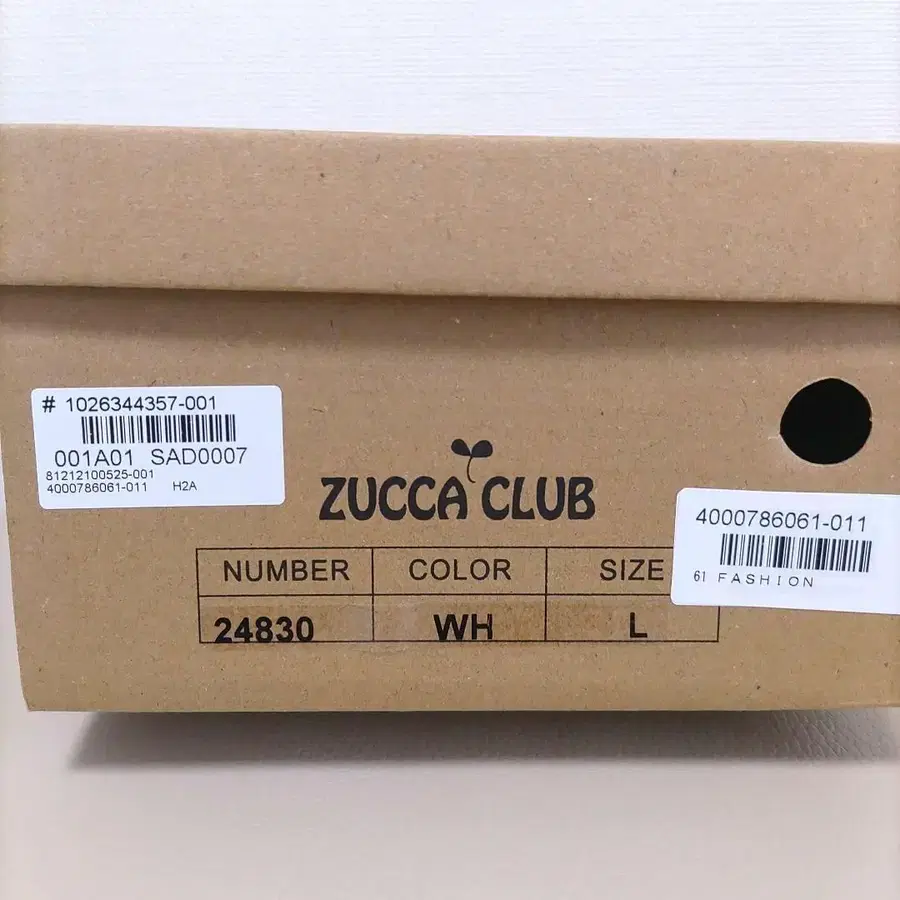 # 1026344357-001
001A01 SAD0007
81212100525-001
4000786061-011 H2A
ZUCCA CLUB
NUMBER COLOR SIZE
24830 WH L
4000786061-011
61 FASHION